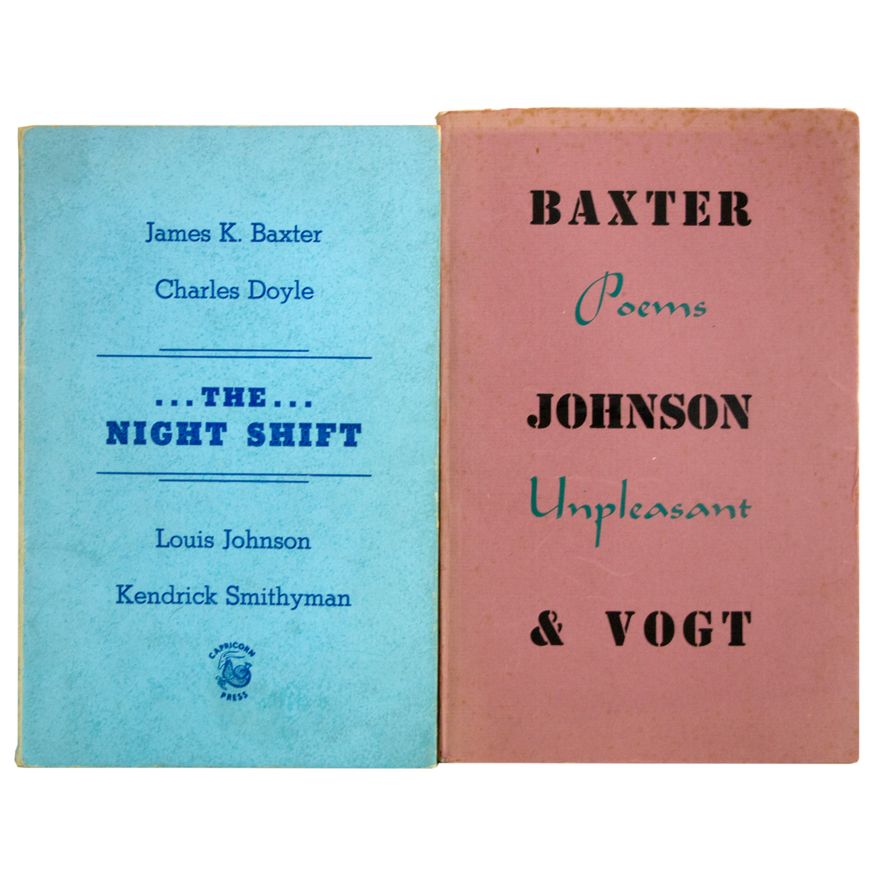 James K. Baxter
Charles Doyle
...THE...
NIGHT SHIFT
Louis Johnson
Kendrick Smithyman
CAPRICORN
PRESS
BAXTER
Poems
JOHNSON
Unpleasant
& VOGT